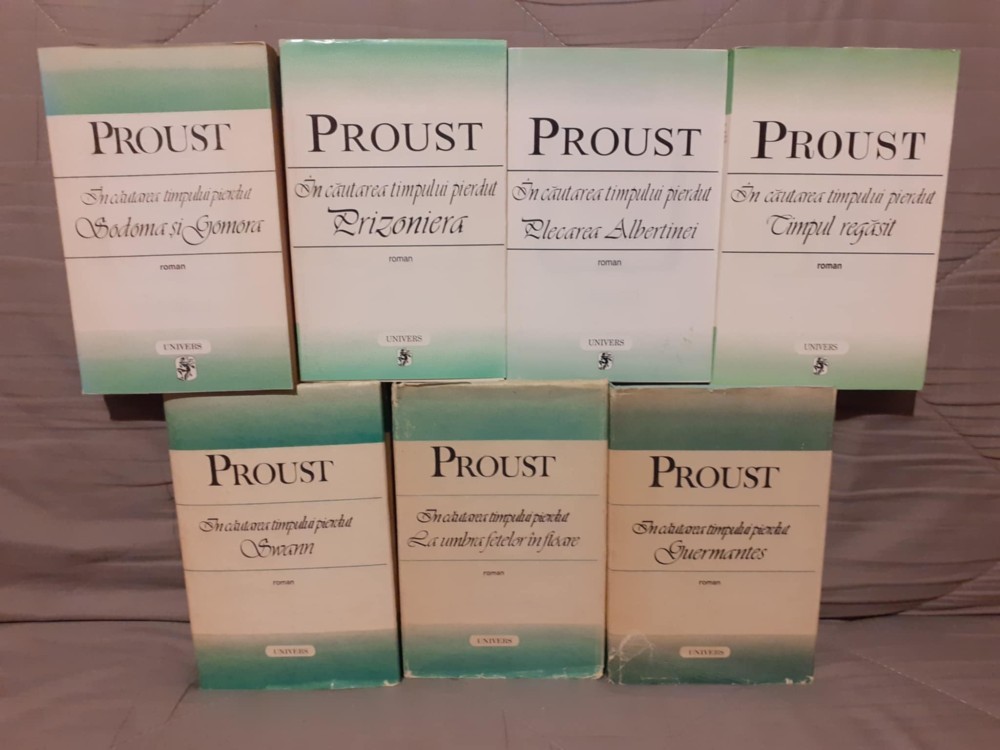 PROUST
În căutarea timpului pierdut
Sodoma și Gomora
roman
UNIVERS
PROUST
În căutarea timpului pierdut
Prizoniera
roman
UNIVERS
PROUST
În căutarea timpului pierdut
Plecarea Albertinei
roman
UNIVERS
PROUST
În căutarea timpului pierdut
Timpul regăsit
roman
UNIVERS
PROUST
În căutarea timpului pierdut
Swann
roman
UNIVERS
PROUST
În căutarea timpului pierdut
La umbra fetelor în floare
roman
UNIVERS
PROUST
În căutarea timpului pierdut
Guermantes
roman
UNIVERS